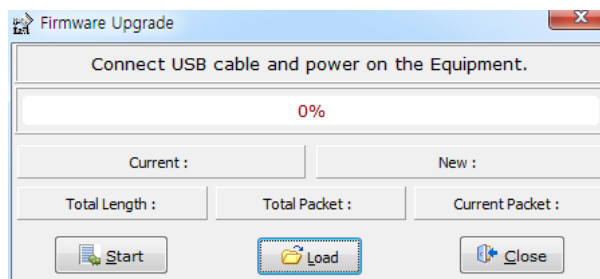 Firmware Upgrade
Connect USB cable and power on the Equipment.
0%
Current :
New :
Total Length :
Total Packet :
Current Packet :
Start
Load
Close